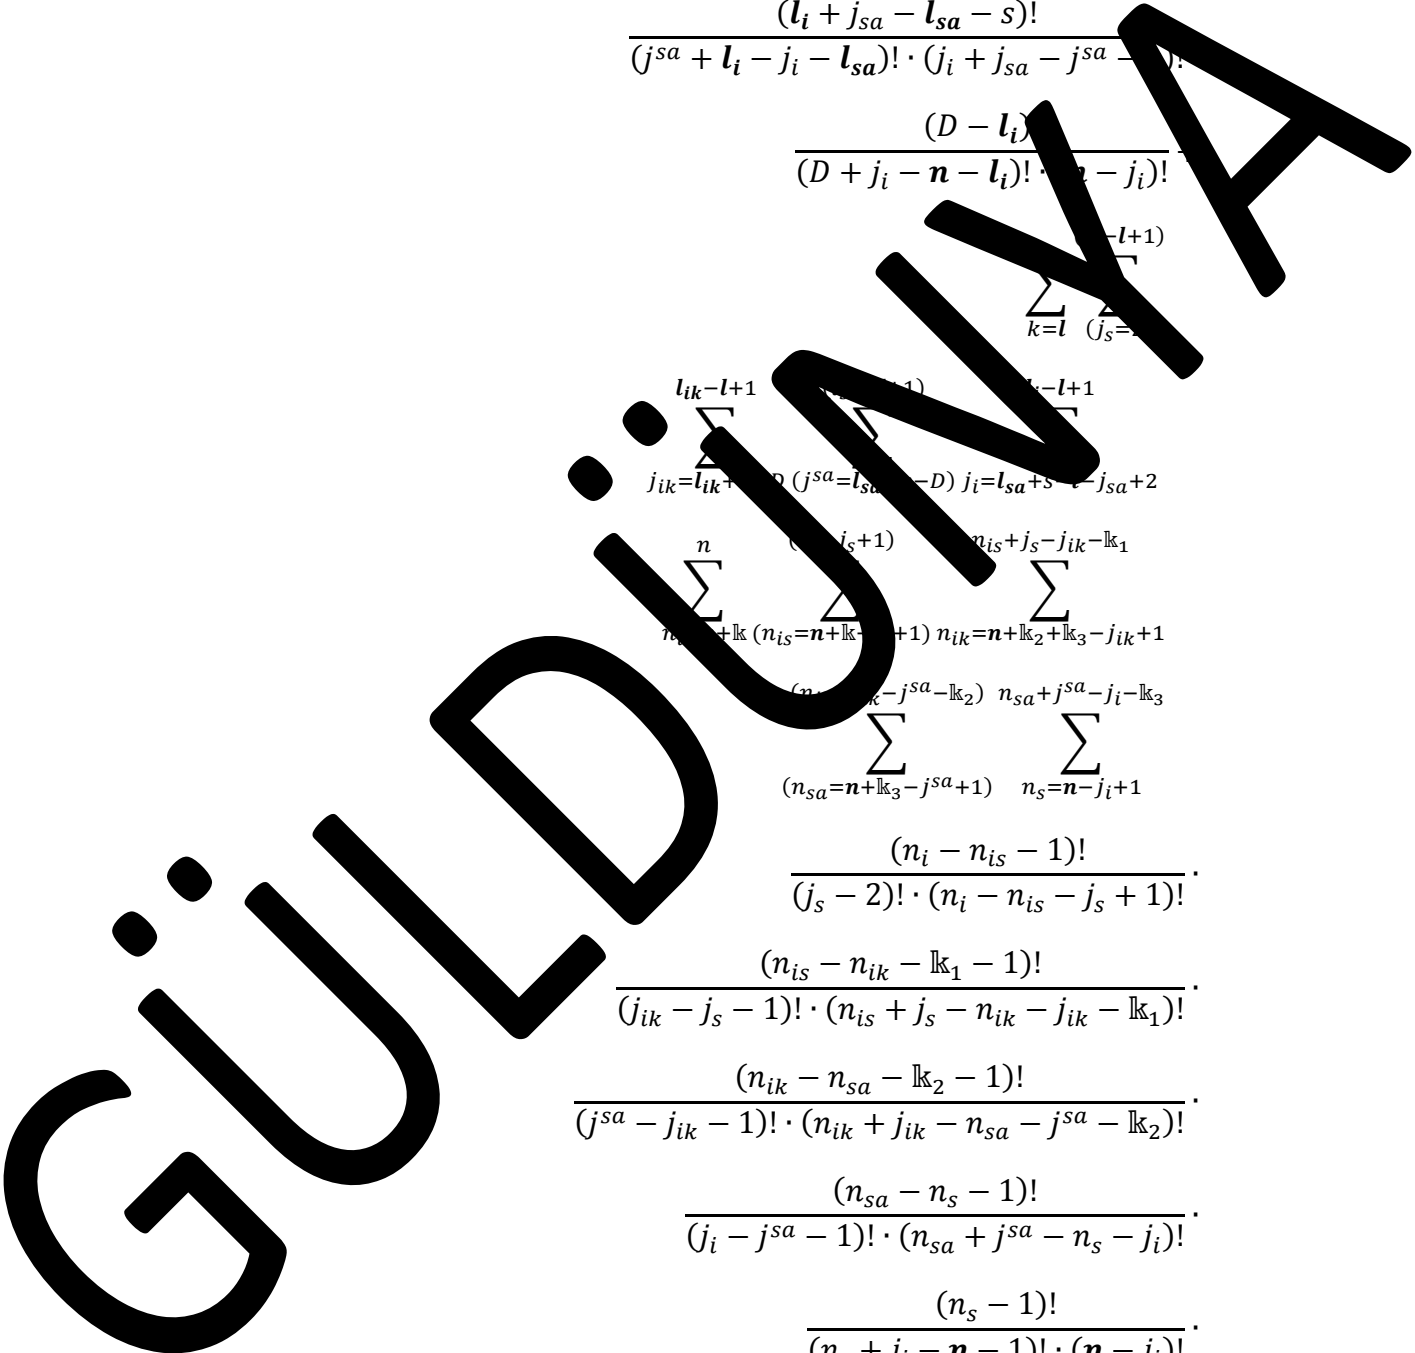 (l_i + j_sa − l_sa − s)!
(j^sa + l_i − j_i − l_sa)! · (j_i + j_sa − j^sa − )!
(D − l_i)
(D + j_i − n − l_i)! · − j_i)!
−l+1)
∑ ∑
k=l (j_s=
l_ik−l+1 +1) −l+1
∑ ∑ ∑
j_ik=l_ik+ D (j^sa=l_sa −D) j_i=l_sa+s−l−j_sa+2
n ( j_s+1) n_is+j_s−j_ik−𝕜_1
∑ ∑ ∑
+𝕜 (n_is=n+𝕜− +1) n_ik=n+𝕜_2+𝕜_3−j_ik+1
−j^sa−𝕜_2) n_sa+j^sa−j_i−𝕜_3
∑ ∑
(n_sa=n+𝕜_3−j^sa+1) n_s=n−j_i+1
(n_i − n_is − 1)!
(j_s − 2)! · (n_i − n_is − j_s + 1)! ·
(n_is − n_ik − 𝕜_1 − 1)!
(j_ik − j_s − 1)! · (n_is + j_s − n_ik − j_ik − 𝕜_1)! ·
(n_ik − n_sa − 𝕜_2 − 1)!
(j^sa − j_ik − 1)! · (n_ik + j_ik − n_sa − j^sa − 𝕜_2)! ·
(n_sa − n_s − 1)!
(j_i − j^sa − 1)! · (n_sa + j^sa − n_s − j_i)! ·
(n_s − 1)!
(n_s + j_i − n − 1)! · (n − j_i)! ·
GÜLDÜNYA